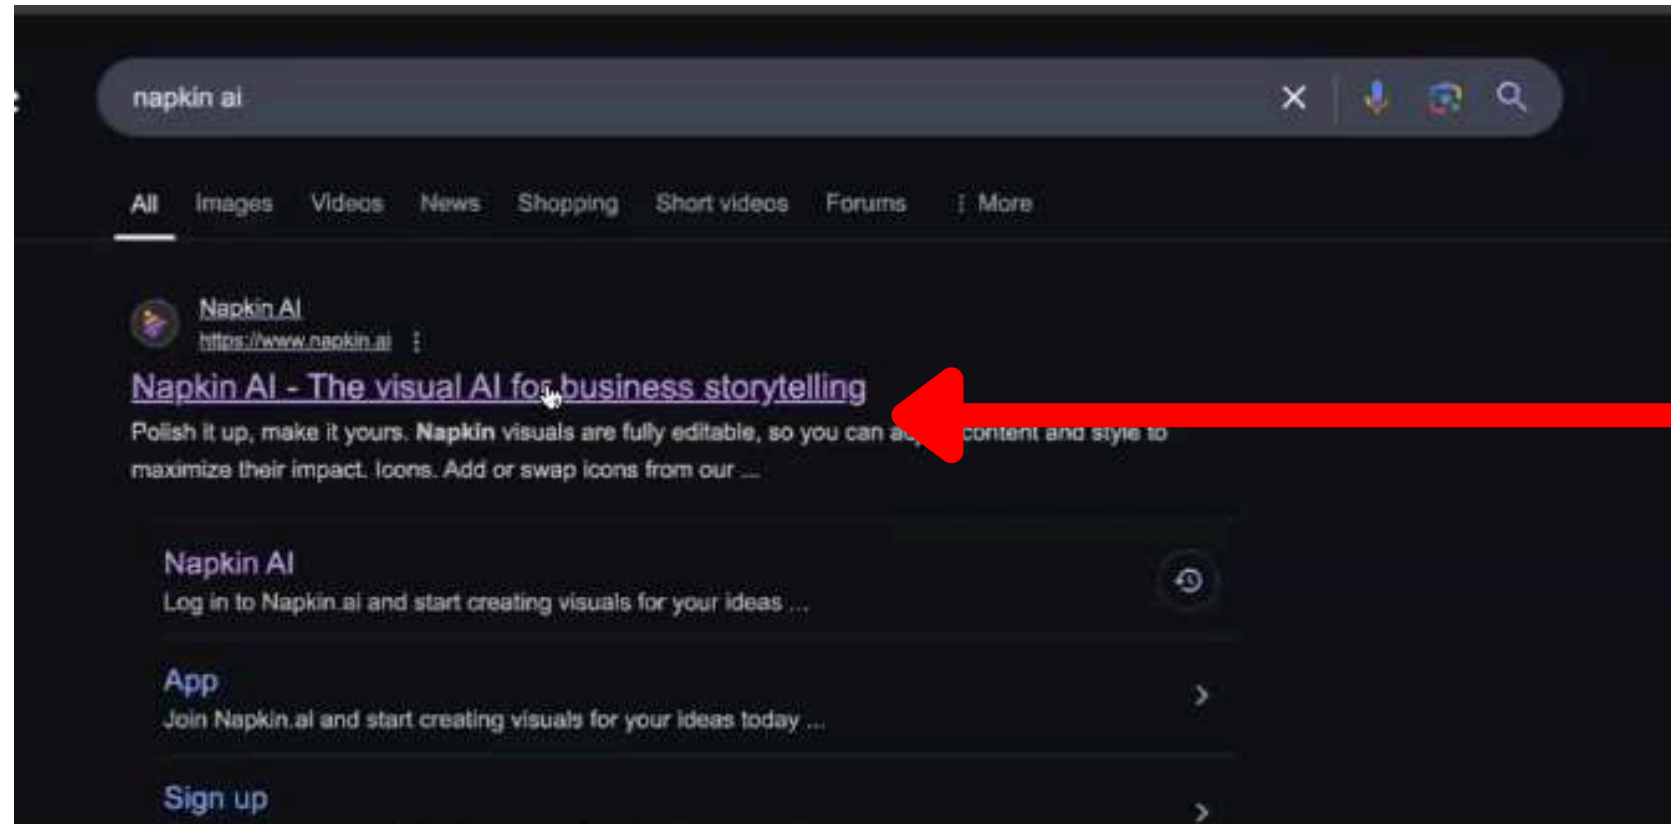 napkin ai
All Images Videos News Shopping Short videos Forums More
Napkin AI
https://www.napkin.ai
Napkin AI - The visual AI for business storytelling
Polish it up, make it yours. Napkin visuals are fully editable, so you can content and style to
maximize their impact. Icons. Add or swap icons from our ...
Napkin AI
Log in to Napkin.ai and start creating visuals for your ideas ...
App
Join Napkin.ai and start creating visuals for your ideas today ...
Sign up